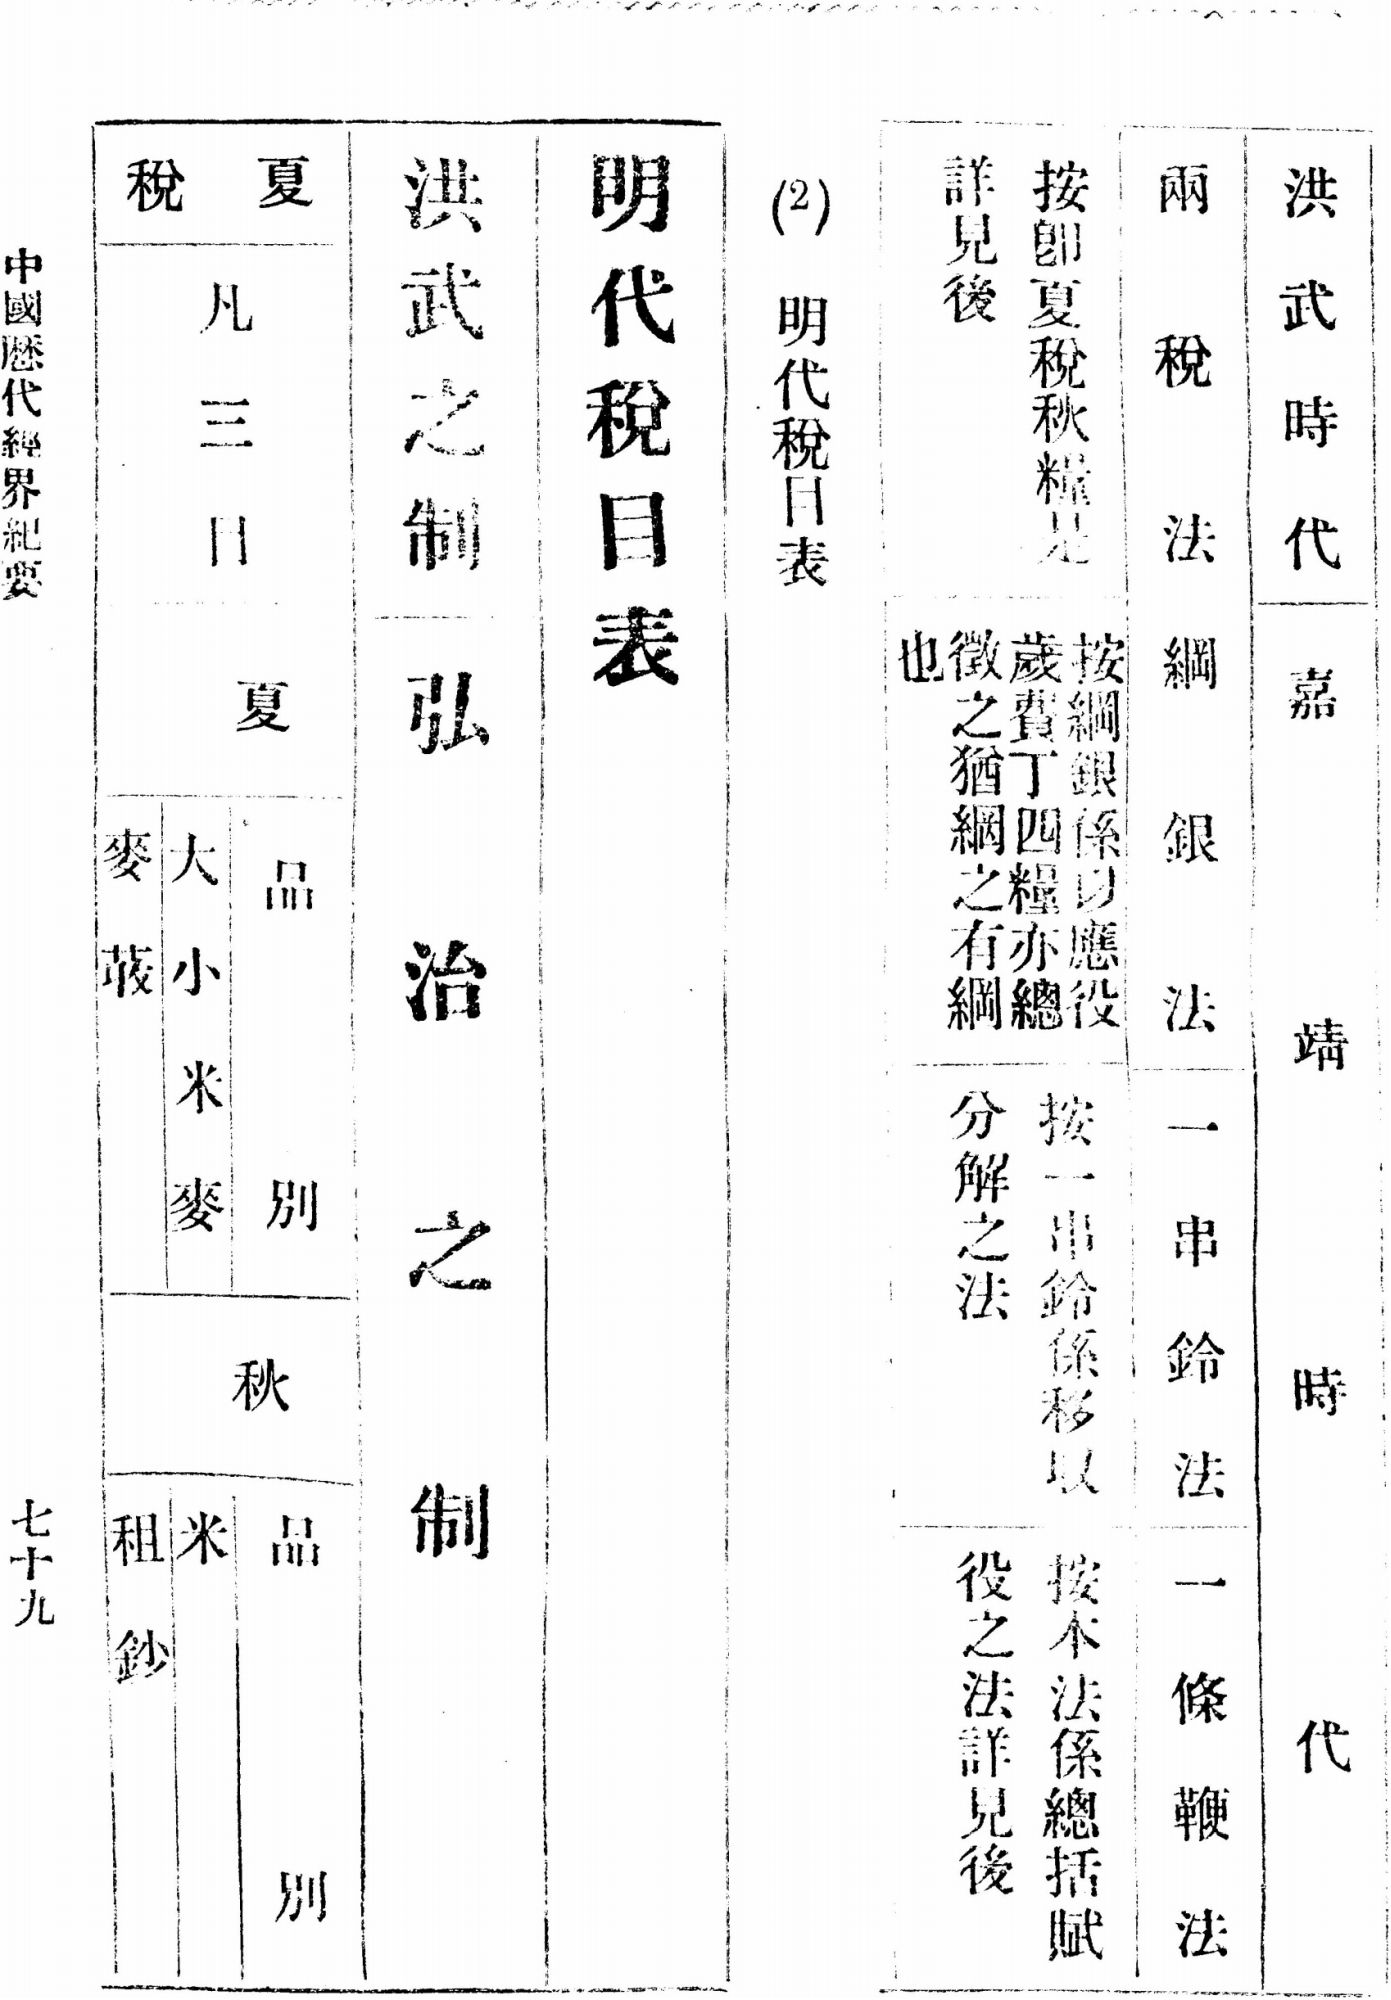 洪武時代
嘉靖時代
兩稅法
綱銀法
一串鈴法
一條鞭法
按卽夏稅秋糧是
詳見後
按綱銀係以應役
歲費丁四糧亦總
徵之猶綱之有綱
也
按一串鈴係移收
分解之法
按本法係總括賦
役之法詳見後
(2) 明代稅目表
明代稅目表
洪武之制
弘治之制
夏稅
凡三目
夏
品別
大小米麥
麥荍
秋
品別
米
租鈔
中國歷代經界紀要
七十九